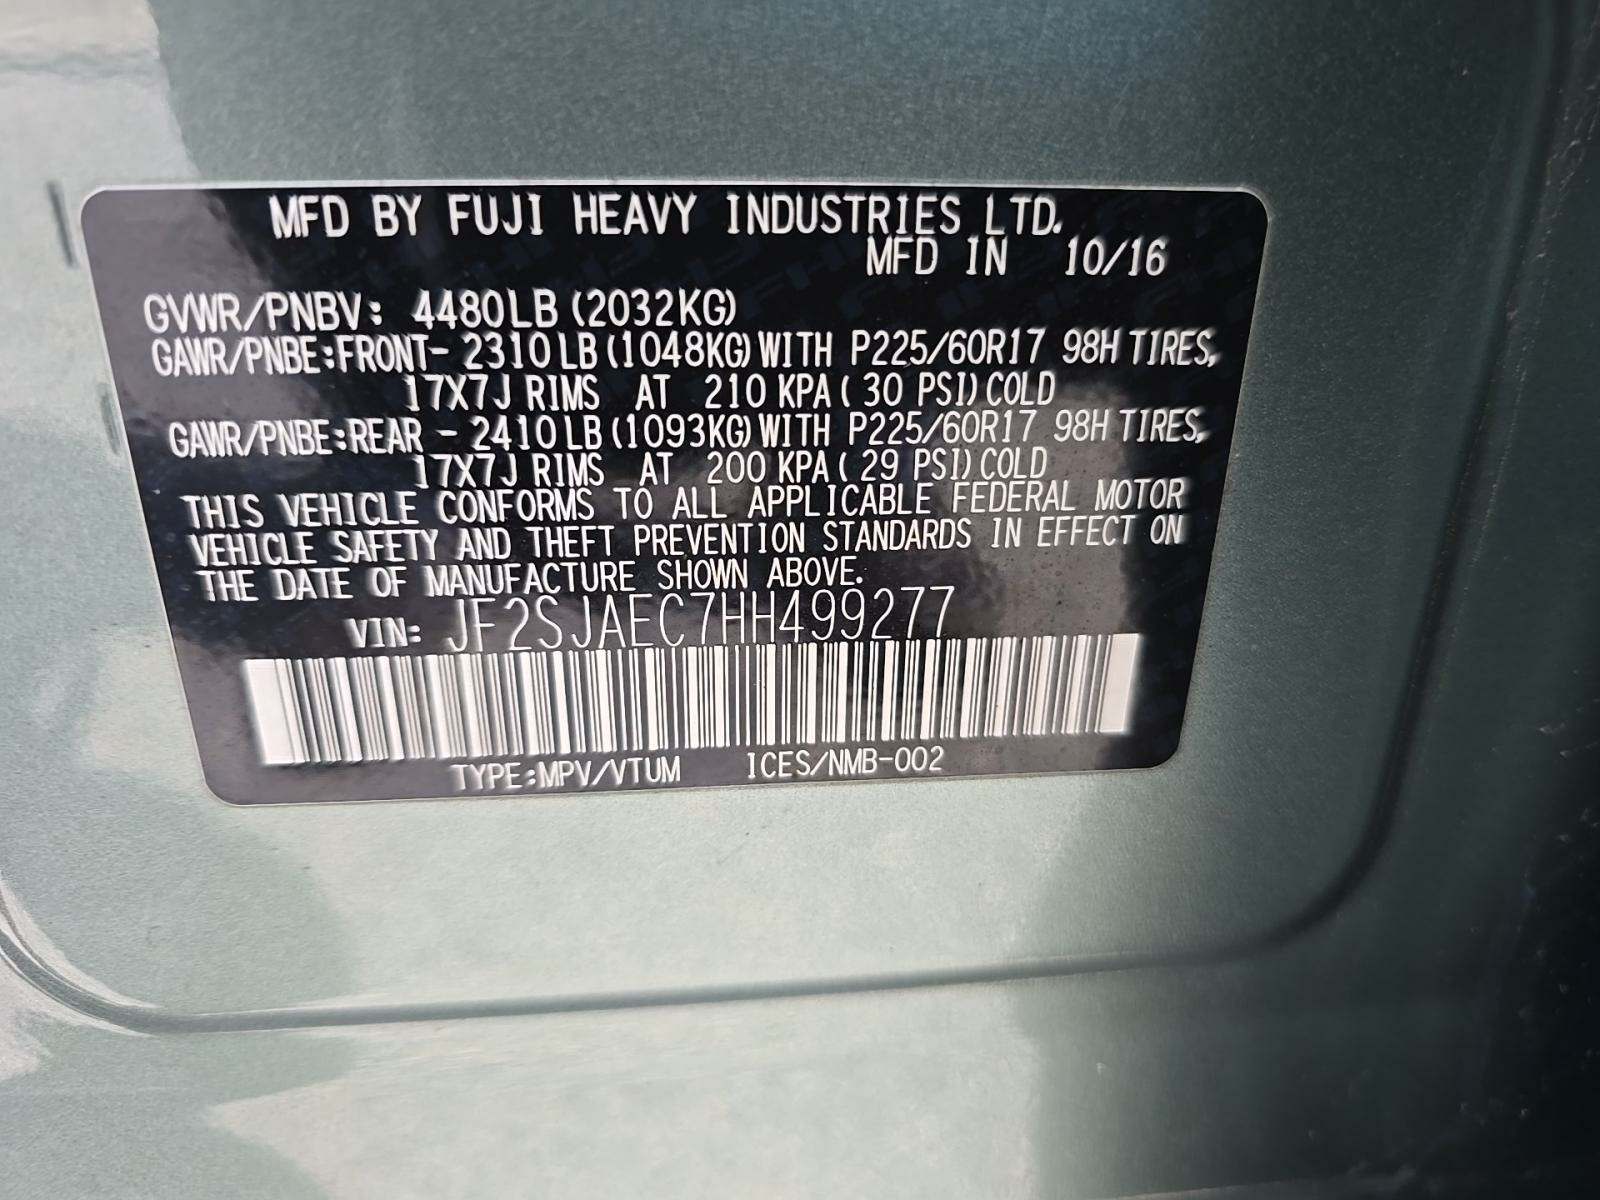 MFD BY FUJI HEAVY INDUSTRIES LTD.
MFD IN 10/16
GVWR/PNBV: 4480LB (2032KG)
GAWR/PNBE:FRONT- 2310LB (1048KG) WITH P225/60R17 98H TIRES,
17X7J RIMS AT 210 KPA ( 30 PSI) COLD
GAWR/PNBE:REAR - 2410LB (1093KG) WITH P225/60R17 98H TIRES,
17X7J RIMS AT 200 KPA ( 29 PSI) COLD
THIS VEHICLE CONFORMS TO ALL APPLICABLE FEDERAL MOTOR
VEHICLE SAFETY AND THEFT PREVENTION STANDARDS IN EFFECT ON
THE DATE OF MANUFACTURE SHOWN ABOVE.
VIN: JF2SJAEC7HH499277
TYPE:MPV/VTUM ICES/NMB-002